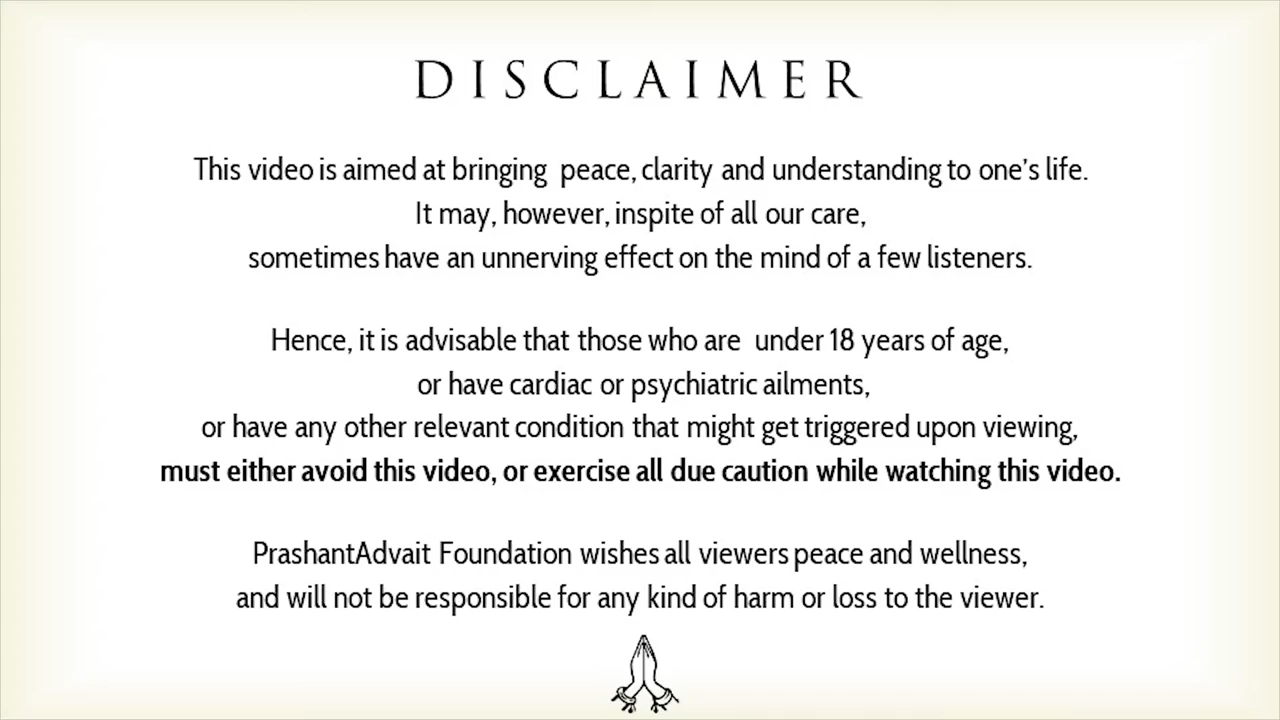 DISCLAIMER
This video is aimed at bringing peace, clarity and understanding to one's life.
It may, however, inspite of all our care,
sometimes have an unnerving effect on the mind of a few listeners.
Hence, it is advisable that those who are under 18 years of age,
or have cardiac or psychiatric ailments,
or have any other relevant condition that might get triggered upon viewing,
must either avoid this video, or exercise all due caution while watching this video.
PrashantAdvait Foundation wishes all viewers peace and wellness,
and will not be responsible for any kind of harm or loss to the viewer.